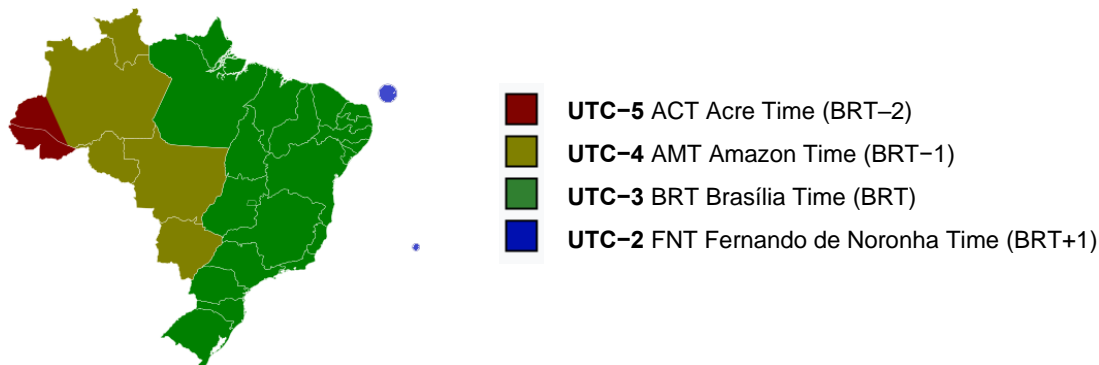 UTC−5 ACT Acre Time (BRT–2)
UTC−4 AMT Amazon Time (BRT−1)
UTC−3 BRT Brasília Time (BRT)
UTC−2 FNT Fernando de Noronha Time (BRT+1)